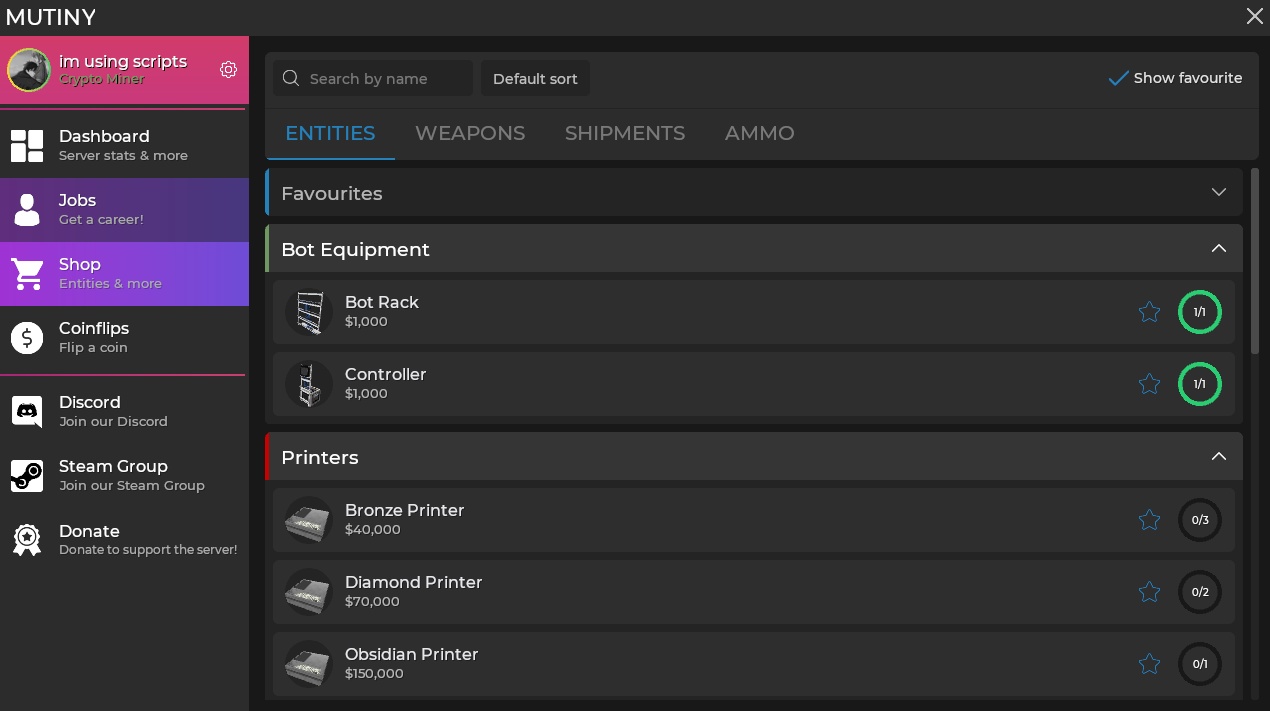 MUTINY
im using scripts
Crypto Miner
Dashboard
Server stats & more
Jobs
Get a career!
Shop
Entities & more
Coinflips
Flip a coin
Discord
Join our Discord
Steam Group
Join our Steam Group
Donate
Donate to support the server!
Search by name
Default sort
Show favourite
ENTITIES WEAPONS SHIPMENTS AMMO
Favourites
Bot Equipment
Bot Rack
$1,000
1/1
Controller
$1,000
1/1
Printers
Bronze Printer
$40,000
0/3
Diamond Printer
$70,000
0/2
Obsidian Printer
$150,000
0/1